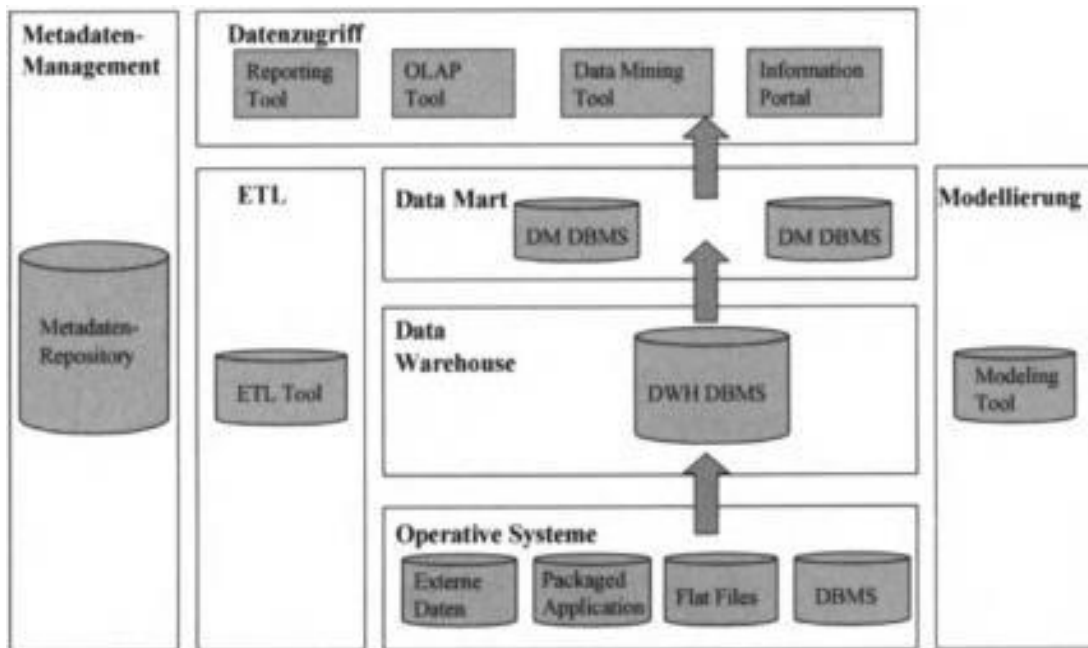 Metadaten-
Management
Metadaten-
Repository
Datenzugriff
Reporting
Tool
OLAP
Tool
Data Mining
Tool
Information
Portal
ETL
ETL Tool
Data Mart
DM DBMS
DM DBMS
Data
Warehouse
DWH DBMS
Operative Systeme
Externe
Daten
Packaged
Application
Flat Files
DBMS
Modellierung
Modeling
Tool